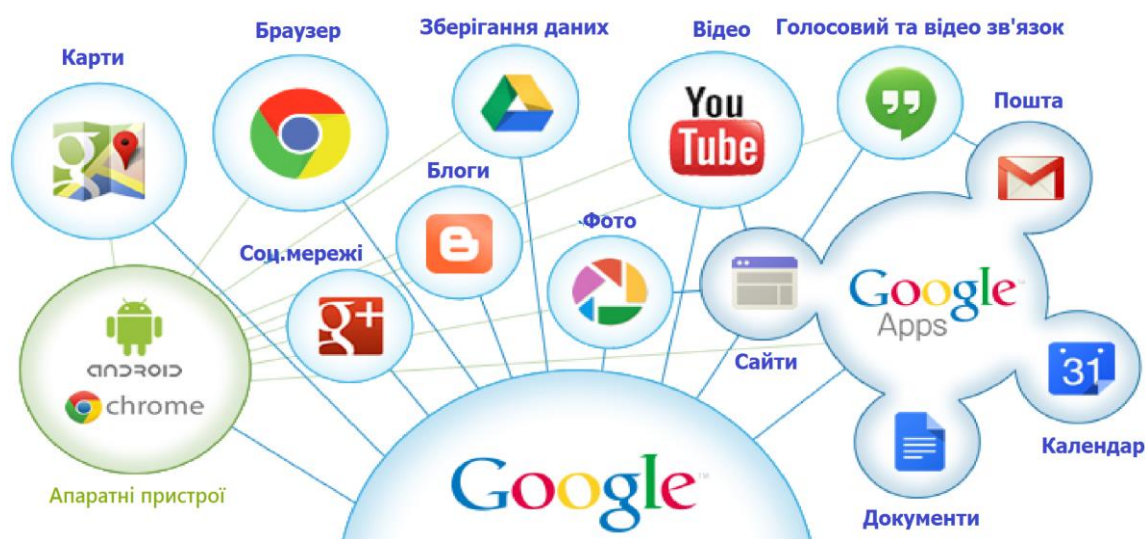 Карти
Браузер
Зберігання даних
Відео
Голосовий та відео зв'язок
Пошта
You
Tube
g
Блоги
Фото
Соц.мережі
g+
Google
Apps
Сайти
android
chrome
31
Календар
Google™
Апаратні пристрої
Документи